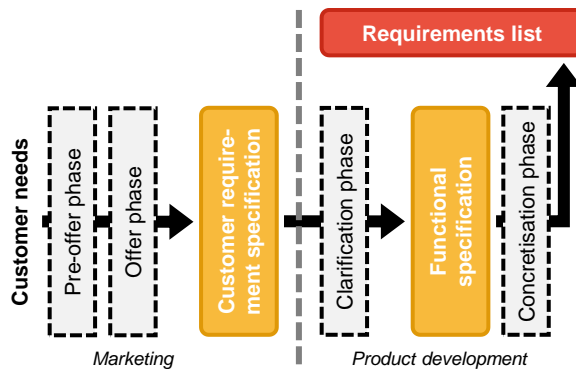 Requirements list
Customer needs
Pre-offer phase
Offer phase
Customer require-
ment specification
Clarification phase
Functional
specification
Concretisation phase
Marketing
Product development